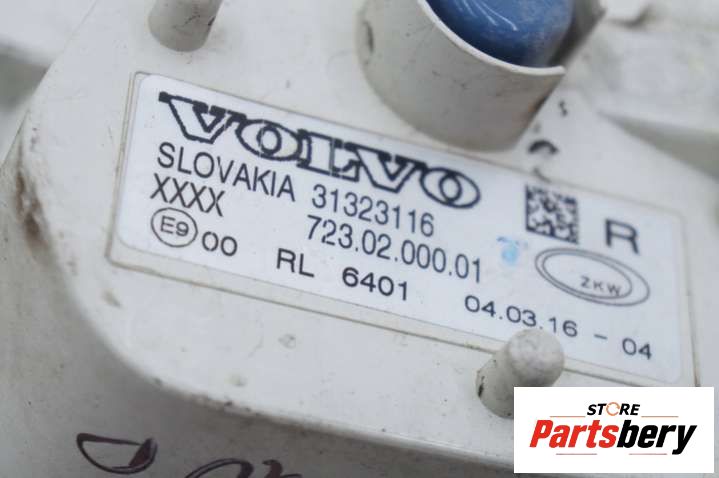 VOLVO
SLOVAKIA 31323116
XXXX 723.02.000.01
R
E9 00 RL 6401 04.03.16 - 04
ZKW
STORE
Partsbery